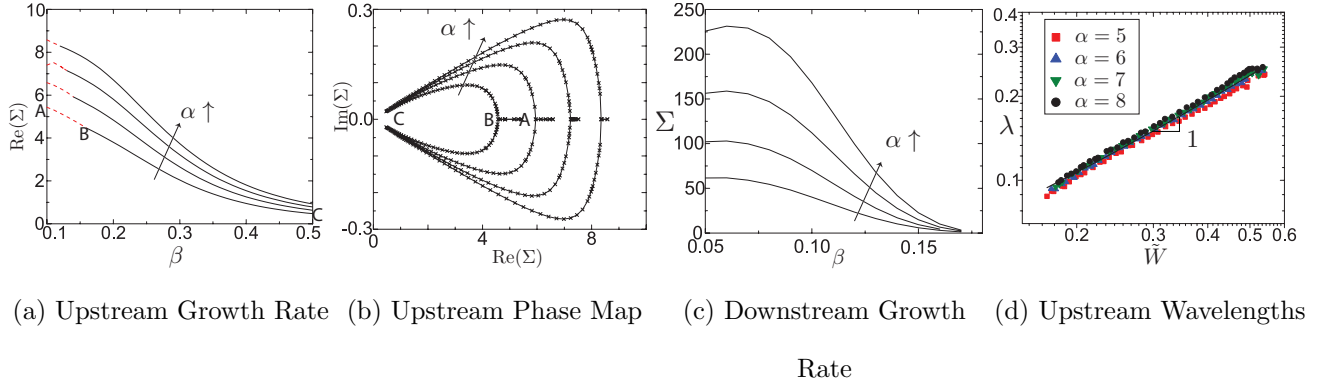 10
8
6
4
2
0
Re(Σ)
0.1
0.2
0.3
0.4
0.5
β
A
B
C
α ↑
0.3
0.0
-0.3
Im(Σ)
0
4
8
Re(Σ)
C
B
A
α ↑
250
200
150
100
50
0
Σ
0.05
0.10
0.15
β
α ↑
0.4
0.3
0.2
0.1
λ
0.2
0.3
0.4
0.5
0.6
W̃
α = 5
α = 6
α = 7
α = 8
1
(a) Upstream Growth Rate
(b) Upstream Phase Map
(c) Downstream Growth
Rate
(d) Upstream Wavelengths